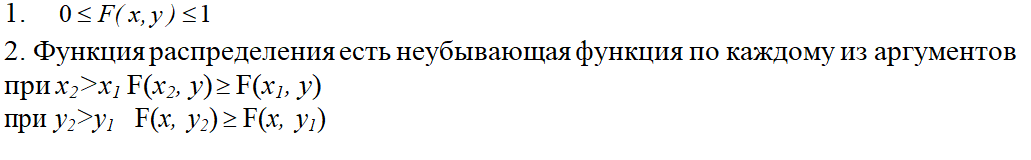 1. 0 ≤ F(x, y) ≤ 1
2. Функция распределения есть неубывающая функция по каждому из аргументов
при x₂>x₁ F(x₂, y) ≥ F(x₁, y)
при y₂>y₁ F(x, y₂) ≥ F(x, y₁)